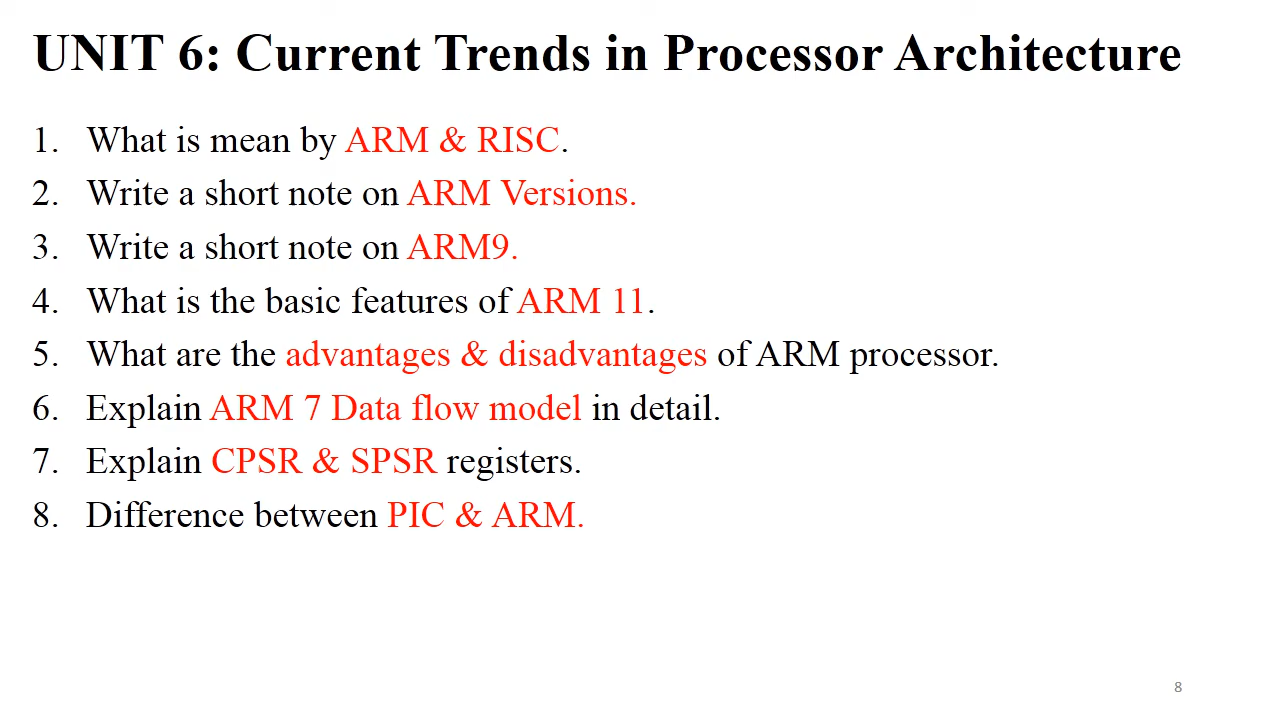 UNIT 6: Current Trends in Processor Architecture
1. What is mean by ARM & RISC.
2. Write a short note on ARM Versions.
3. Write a short note on ARM9.
4. What is the basic features of ARM 11.
5. What are the advantages & disadvantages of ARM processor.
6. Explain ARM 7 Data flow model in detail.
7. Explain CPSR & SPSR registers.
8. Difference between PIC & ARM.
8